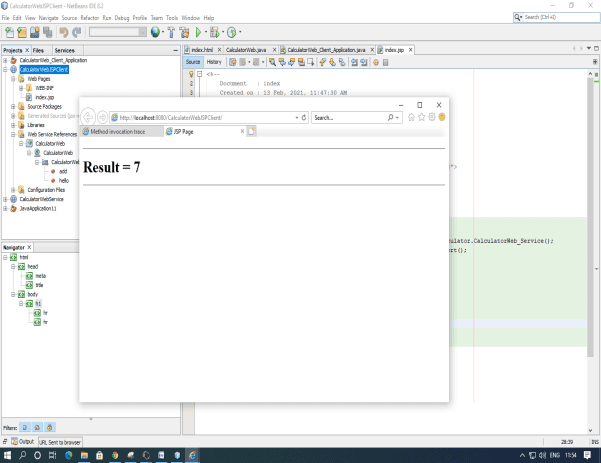 CalculatorWebJSPClient - NetBeans IDE 8.2
File Edit View Navigate Source Refactor Run Debug Profile Team Tools Window Help
Search (Ctrl+I)
Projects X Files Services
index.html X CalculatorWeb.java X CalculatorWeb_Client_Application.java X index.jsp X
Source History
CalculatorWeb_Client_Application
CalculatorWebJSPClient
Web Pages
WEB-INF
index.jsp
Source Packages
Generated Sources (jax-
Libraries
Web Service References
CalculatorWeb
CalculatorWeb
CalculatorWeb
add
hello
Configuration Files
CalculatorWebService
JavaApplication11
1 <%--
2 Document : index
3 Created on : 13 Feb, 2021, 11:47:30 AM
http://localhost:8080/CalculatorWebJSPClient/
Search...
Method invocation trace
JSP Page X
Result = 7
">
ulator.CalculatorWeb_Service();
ort();
Navigator X
html
head
meta
title
body
h1
hr
hr
Filters:
Output
URL Sent to browser
28:39 INS
ENG 11:54